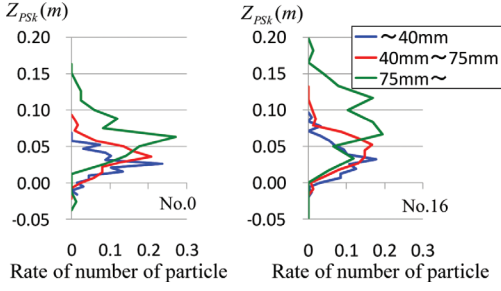 Z_PSk(m)
0.20
0.15
0.10
0.05
0.00
-0.05
No.0
0 0.1 0.2 0.3
Rate of number of particle
Z_PSk(m)
0.20
0.15
0.10
0.05
0.00
-0.05
～40mm
40mm～75mm
75mm～
No.16
0 0.1 0.2 0.3
Rate of number of particle